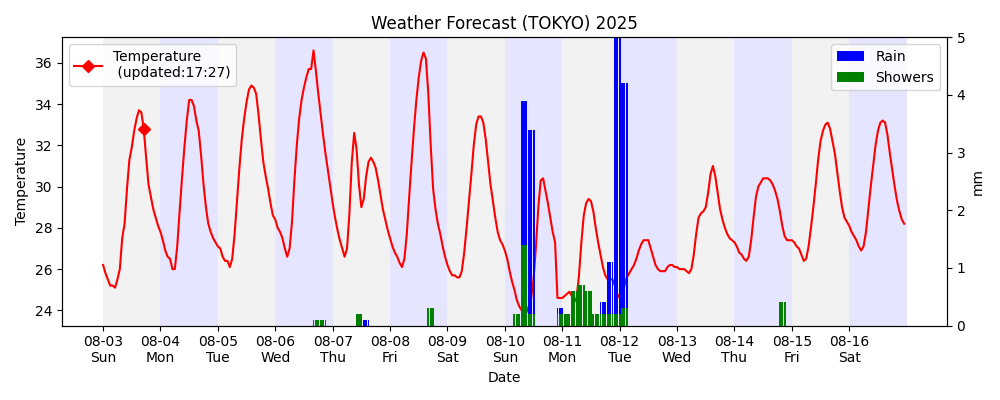 Weather Forecast (TOKYO) 2025
Temperature
(updated:17:27)
Rain
Showers
Temperature
36
34
32
30
28
26
24
5
4
3
2
1
0
mm
08-03 08-04 08-05 08-06 08-07 08-08 08-09 08-10 08-11 08-12 08-13 08-14 08-15 08-16
Sun Mon Tue Wed Thu Fri Sat Sun Mon Tue Wed Thu Fri Sat
Date